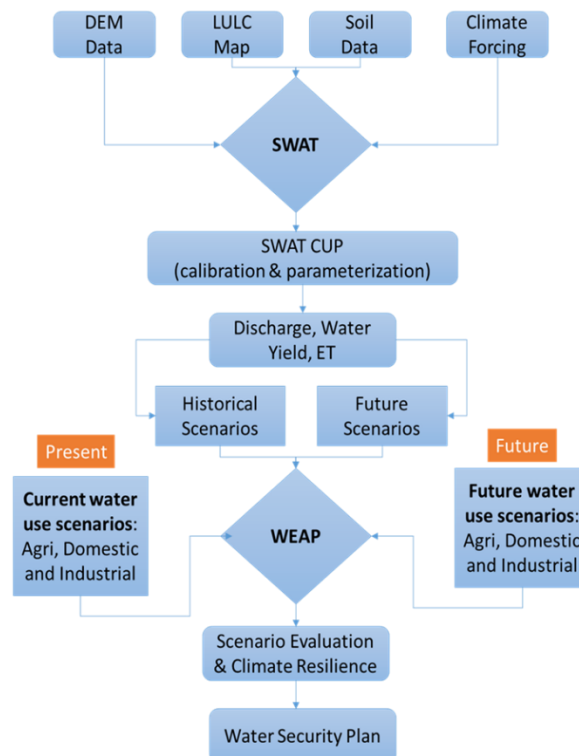 DEM
Data
LULC
Map
Soil
Data
Climate
Forcing
SWAT
SWAT CUP
(calibration & parameterization)
Discharge, Water
Yield, ET
Historical
Scenarios
Future
Scenarios
Present
Future
Current water
use scenarios:
Agri, Domestic
and Industrial
WEAP
Future water
use scenarios:
Agri, Domestic
and Industrial
Scenario Evaluation
& Climate Resilience
Water Security Plan